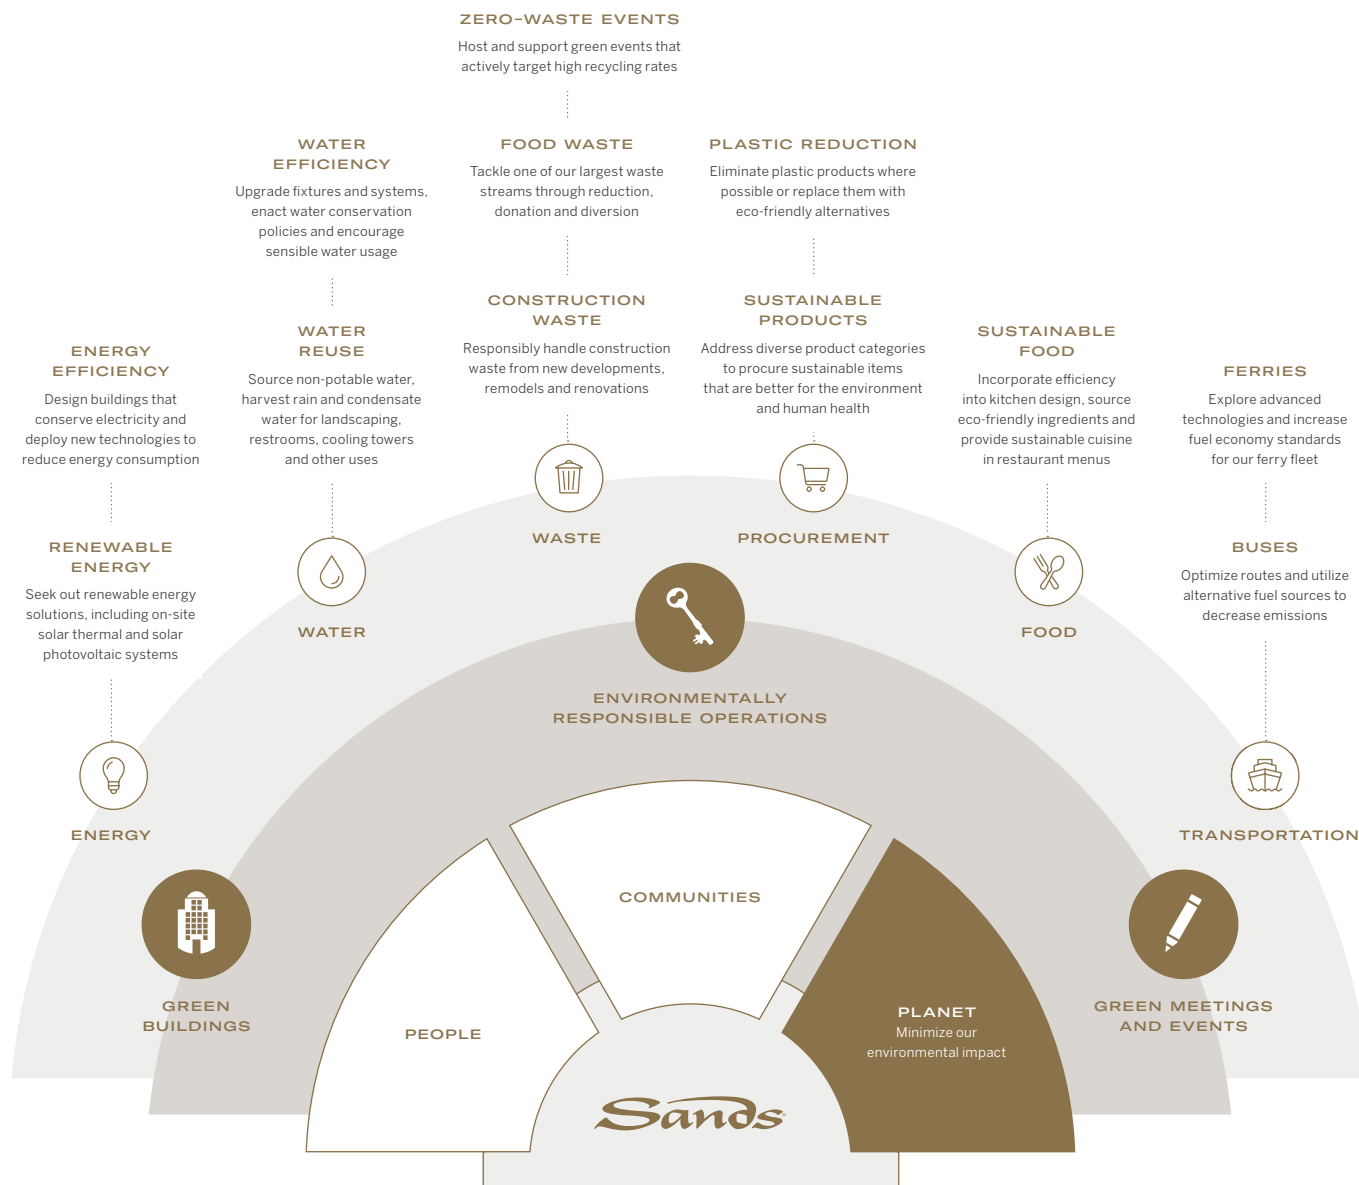 ZERO-WASTE EVENTS
Host and support green events that
actively target high recycling rates
WATER
EFFICIENCY
Upgrade fixtures and systems,
enact water conservation
policies and encourage
sensible water usage
FOOD WASTE
Tackle one of our largest waste
streams through reduction,
donation and diversion
PLASTIC REDUCTION
Eliminate plastic products where
possible or replace them with
eco-friendly alternatives
ENERGY
EFFICIENCY
Design buildings that
conserve electricity and
deploy new technologies to
reduce energy consumption
WATER
REUSE
Source non-potable water,
harvest rain and condensate
water for landscaping,
restrooms, cooling towers
and other uses
CONSTRUCTION
WASTE
Responsibly handle construction
waste from new developments,
remodels and renovations
SUSTAINABLE
PRODUCTS
Address diverse product categories
to procure sustainable items
that are better for the environment
and human health
SUSTAINABLE
FOOD
Incorporate efficiency
into kitchen design, source
eco-friendly ingredients and
provide sustainable cuisine
in restaurant menus
FERRIES
Explore advanced
technologies and increase
fuel economy standards
for our ferry fleet
RENEWABLE
ENERGY
Seek out renewable energy
solutions, including on-site
solar thermal and solar
photovoltaic systems
BUSES
Optimize routes and utilize
alternative fuel sources to
decrease emissions
WASTE
PROCUREMENT
WATER
FOOD
ENERGY
TRANSPORTATION
ENVIRONMENTALLY
RESPONSIBLE OPERATIONS
GREEN
BUILDINGS
GREEN MEETINGS
AND EVENTS
COMMUNITIES
PEOPLE
PLANET
Minimize our
environmental impact
Sands